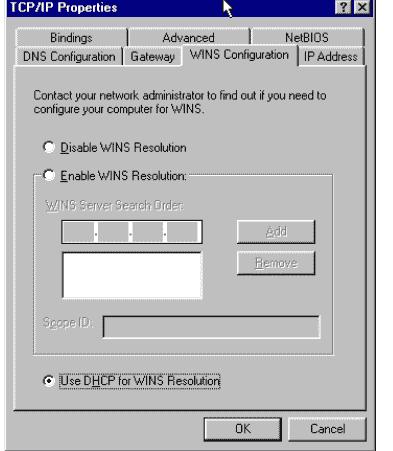 TCP/IP Properties
Bindings Advanced NetBIOS
DNS Configuration Gateway WINS Configuration IP Address
Contact your network administrator to find out if you need to
configure your computer for WINS.
Disable WINS Resolution
Enable WINS Resolution:
WINS Server Search Order:
. . .
Add
Remove
Scope ID:
Use DHCP for WINS Resolution
OK Cancel